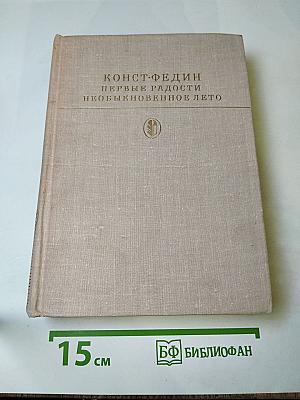 КОНСТ·ФЕДИН
ПЕРВЫЕ РАДОСТИ
НЕОБЫКНОВЕННОЕ ЛЕТО
15 см
БФ БИБЛИОФАН